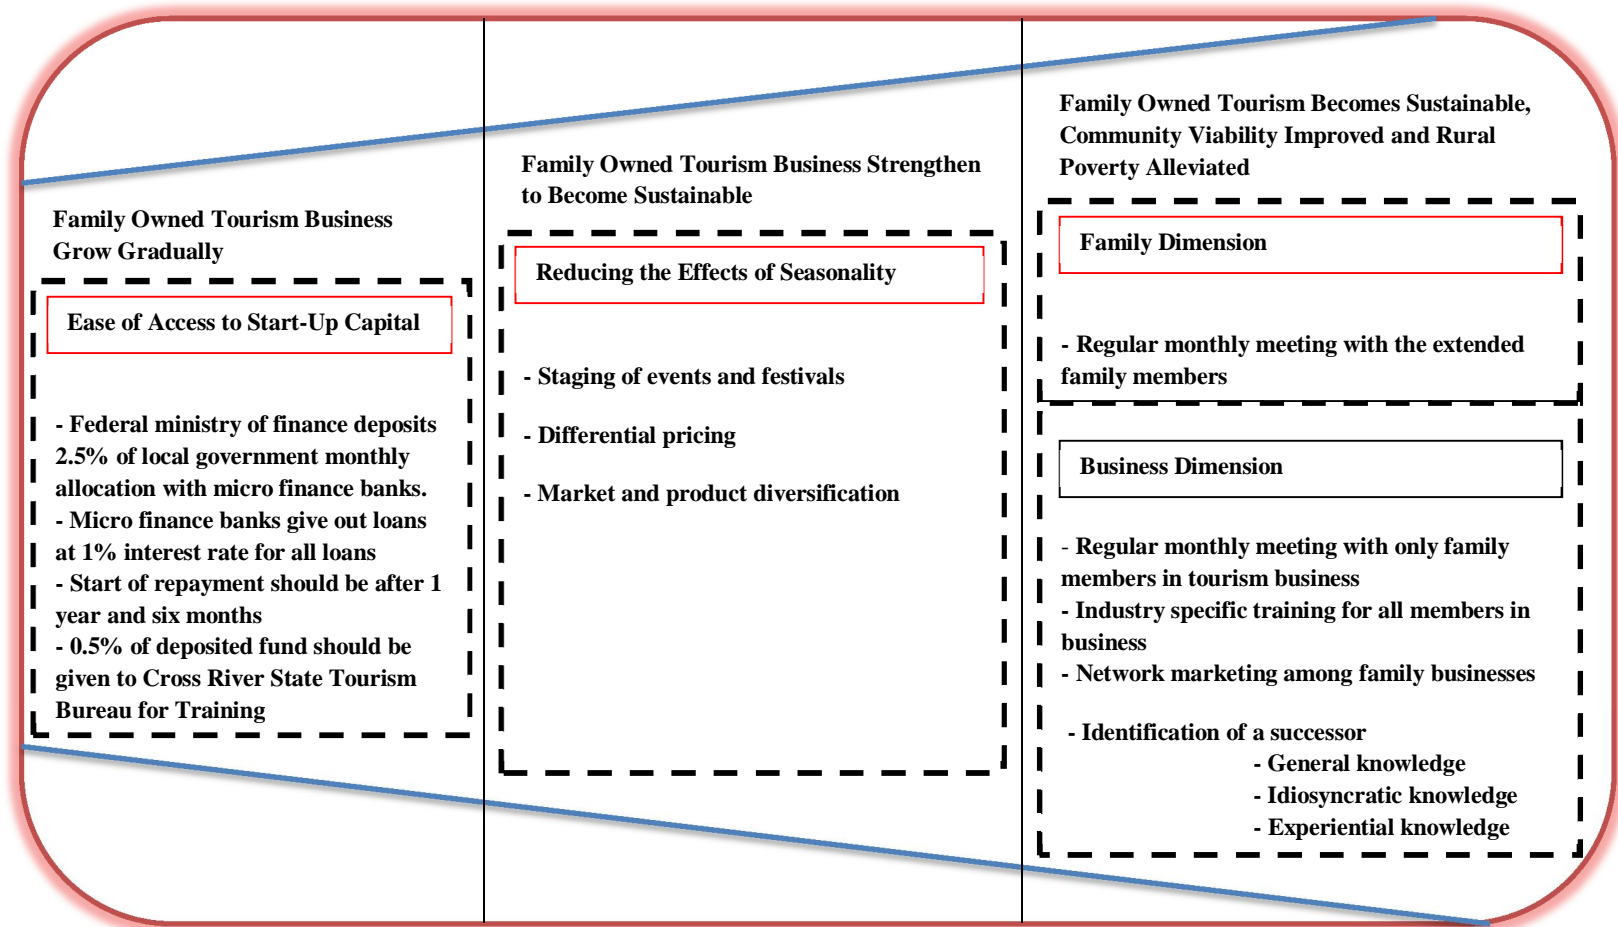 Family Owned Tourism Business
Grow Gradually
Ease of Access to Start-Up Capital
- Federal ministry of finance deposits
2.5% of local government monthly
allocation with micro finance banks.
- Micro finance banks give out loans
at 1% interest rate for all loans
- Start of repayment should be after 1
year and six months
- 0.5% of deposited fund should be
given to Cross River State Tourism
Bureau for Training
Family Owned Tourism Business Strengthen
to Become Sustainable
Reducing the Effects of Seasonality
- Staging of events and festivals
- Differential pricing
- Market and product diversification
Family Owned Tourism Becomes Sustainable,
Community Viability Improved and Rural
Poverty Alleviated
Family Dimension
- Regular monthly meeting with the extended
family members
Business Dimension
- Regular monthly meeting with only family
members in tourism business
- Industry specific training for all members in
business
- Network marketing among family businesses
- Identification of a successor
- General knowledge
- Idiosyncratic knowledge
- Experiential knowledge